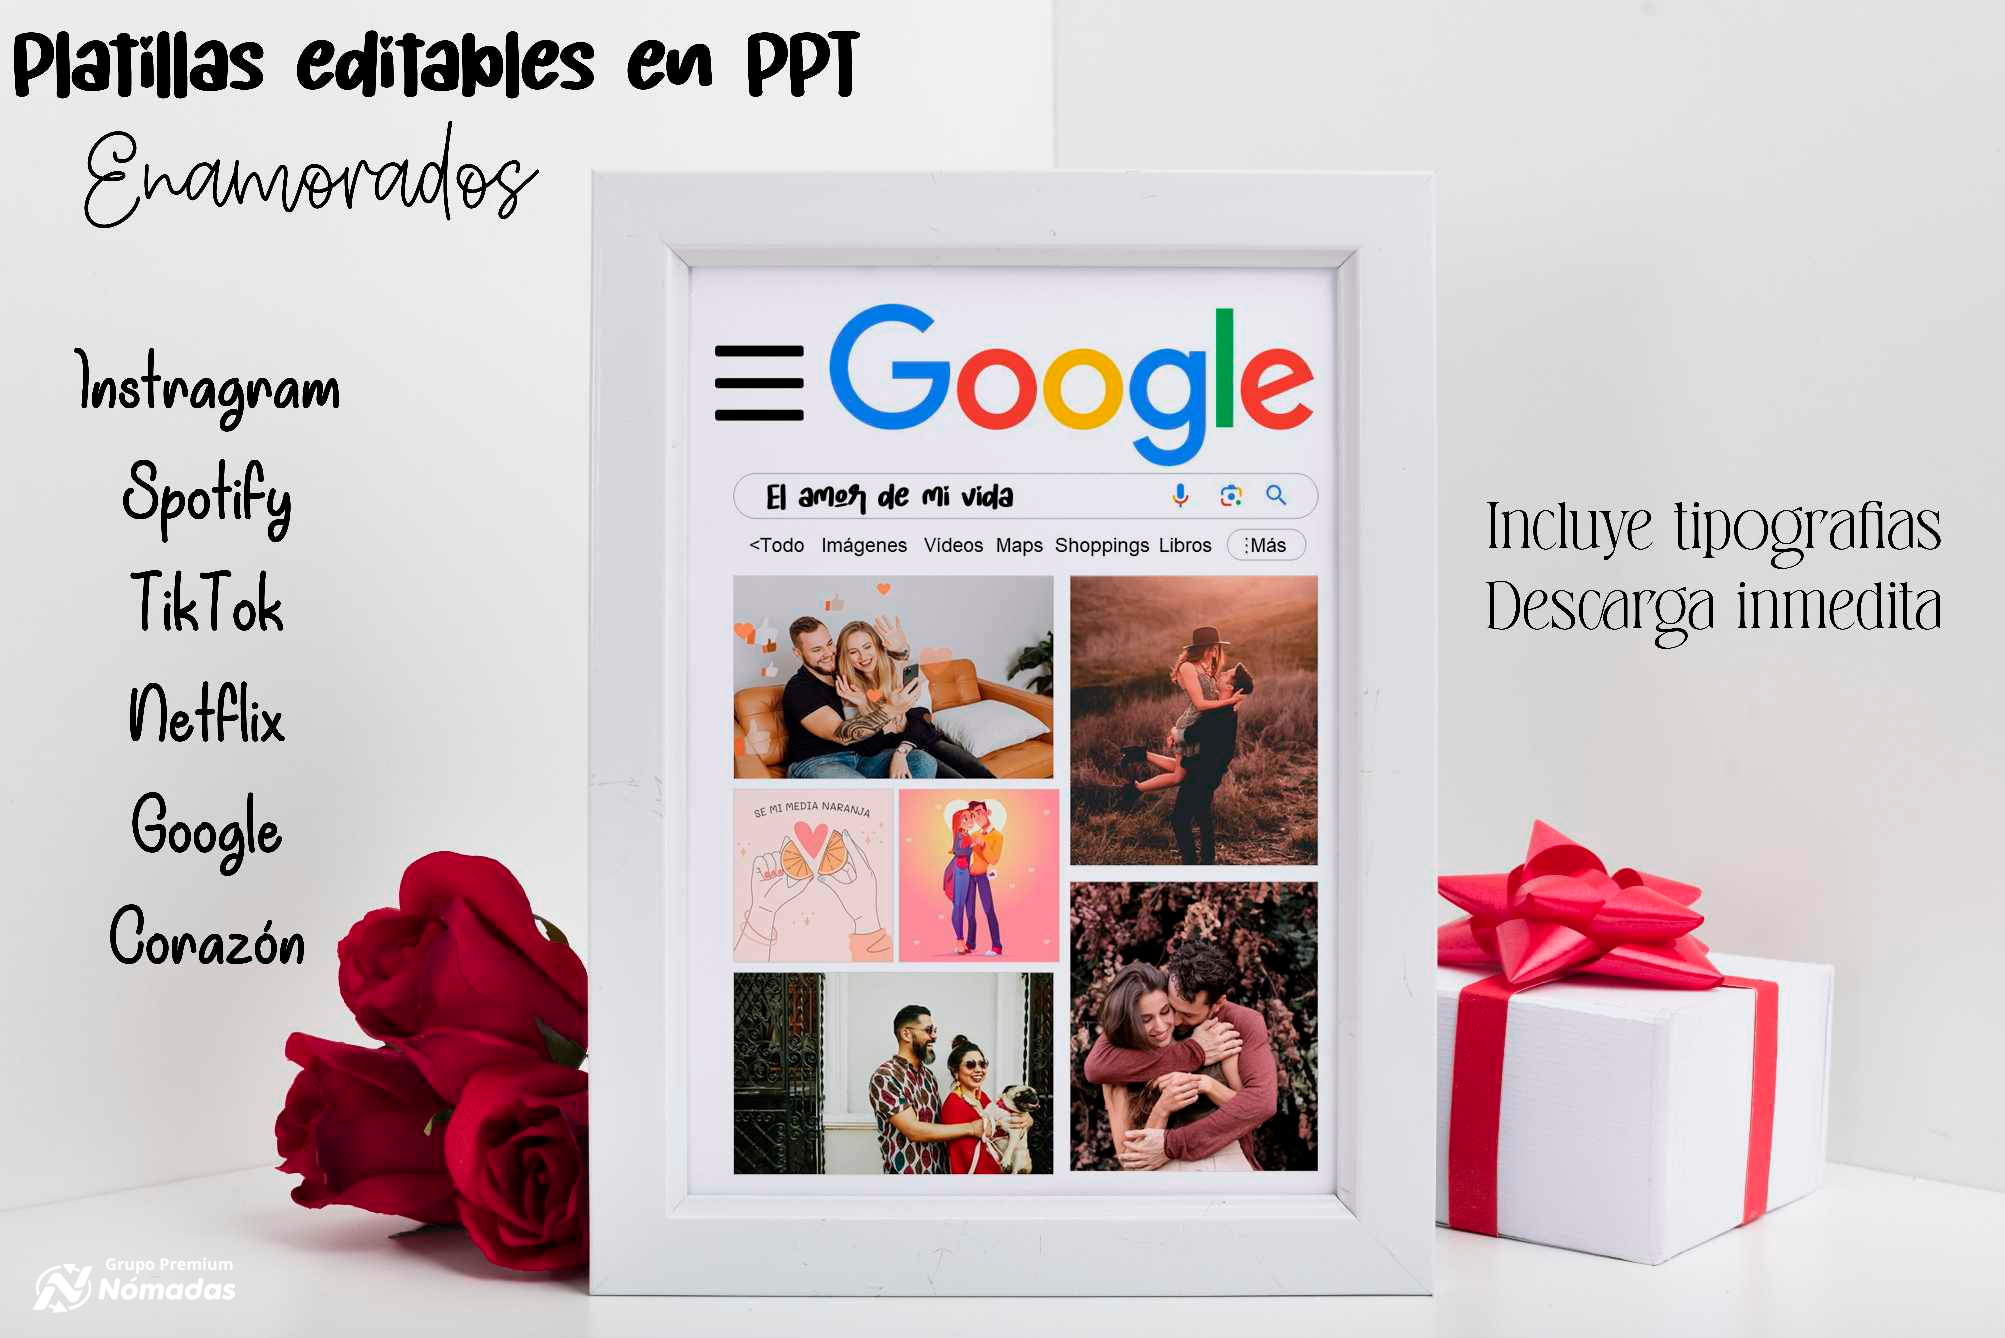 Platillas editables en PPT
Enamorados
Instragram
Spotify
TikTok
Netflix
Google
Corazón
Google
El amor de mi vida
<Todo Imágenes Vídeos Maps Shoppings Libros ⋮Más
SE MI MEDIA NARANJA
Incluye tipografias
Descarga inmedita
Grupo Premium
Nómadas